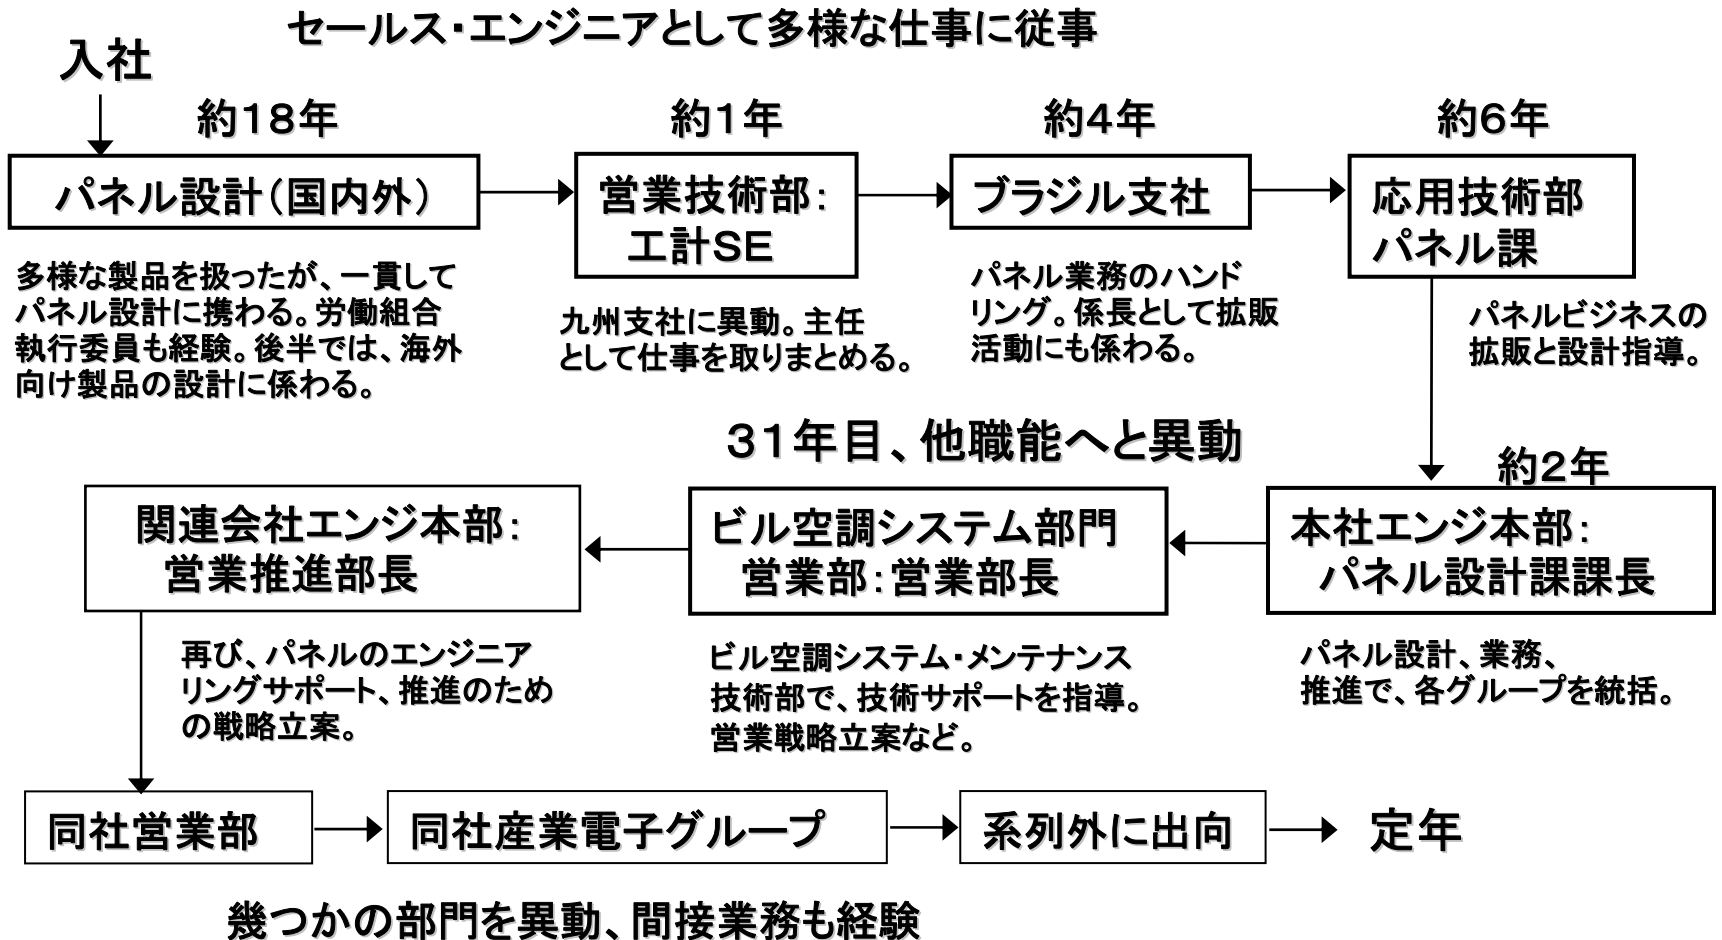 セールス・エンジニアとして多様な仕事に従事
入社
約18年
パネル設計（国内外）
多様な製品を扱ったが、一貫して
パネル設計に携わる。労働組合
執行委員も経験。後半では、海外
向け製品の設計に係わる。
約１年
営業技術部：
工計ＳＥ
九州支社に異動。主任
として仕事を取りまとめる。
約4年
ブラジル支社
パネル業務のハンド
リング。係長として拡販
活動にも係わる。
約６年
応用技術部
パネル課
パネルビジネスの
拡販と設計指導。
３１年目、他職能へと異動
約2年
本社エンジ本部：
パネル設計課課長
パネル設計、業務、
推進で、各グループを統括。
ビル空調システム部門
営業部：営業部長
ビル空調システム・メンテナンス
技術部で、技術サポートを指導。
営業戦略立案など。
関連会社エンジ本部：
営業推進部長
再び、パネルのエンジニア
リングサポート、推進のため
の戦略立案。
同社営業部
同社産業電子グループ
系列外に出向
定年
幾つかの部門を異動、間接業務も経験